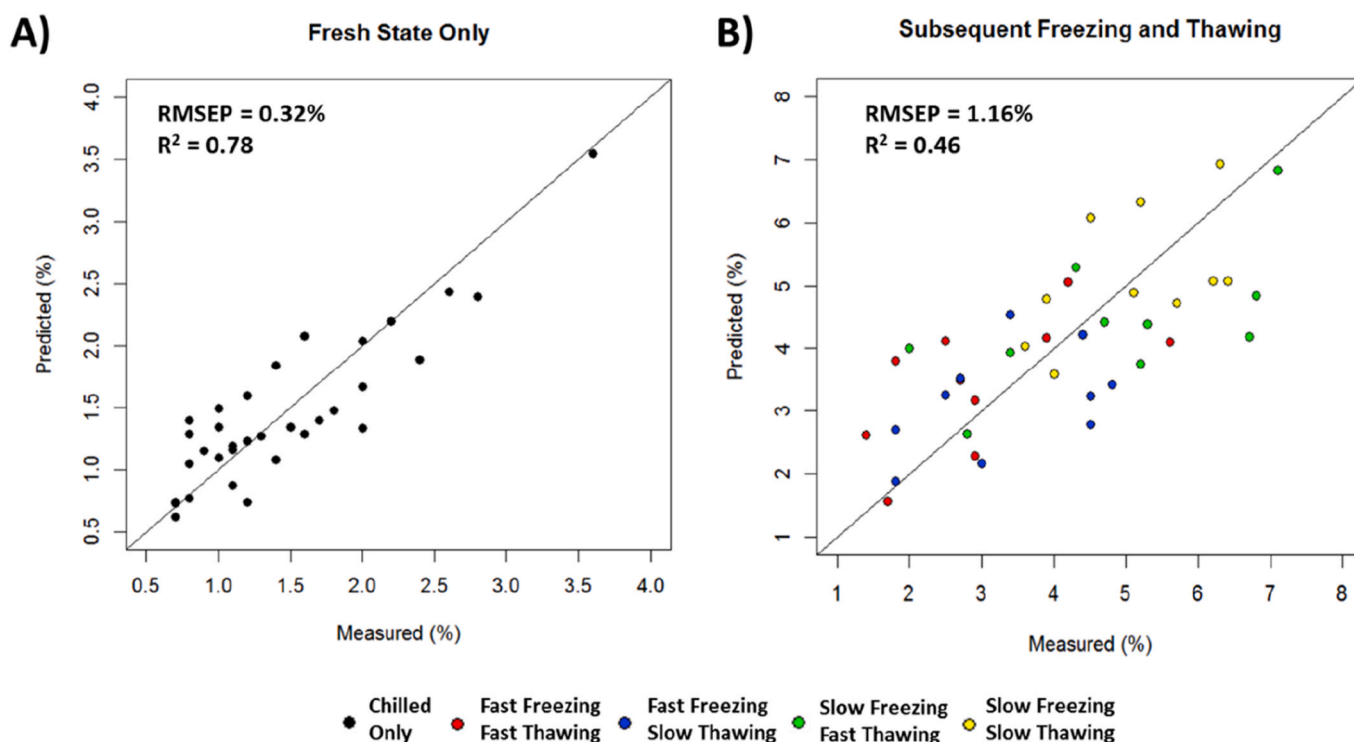 A)
Fresh State Only
RMSEP = 0.32%
R² = 0.78
4.0
3.5
3.0
2.5
2.0
1.5
1.0
0.5
Predicted (%)
0.5 1.0 1.5 2.0 2.5 3.0 3.5 4.0
Measured (%)
B)
Subsequent Freezing and Thawing
RMSEP = 1.16%
R² = 0.46
8
7
6
5
4
3
2
1
Predicted (%)
1 2 3 4 5 6 7 8
Measured (%)
Chilled
Only
Fast Freezing
Fast Thawing
Fast Freezing
Slow Thawing
Slow Freezing
Fast Thawing
Slow Freezing
Slow Thawing